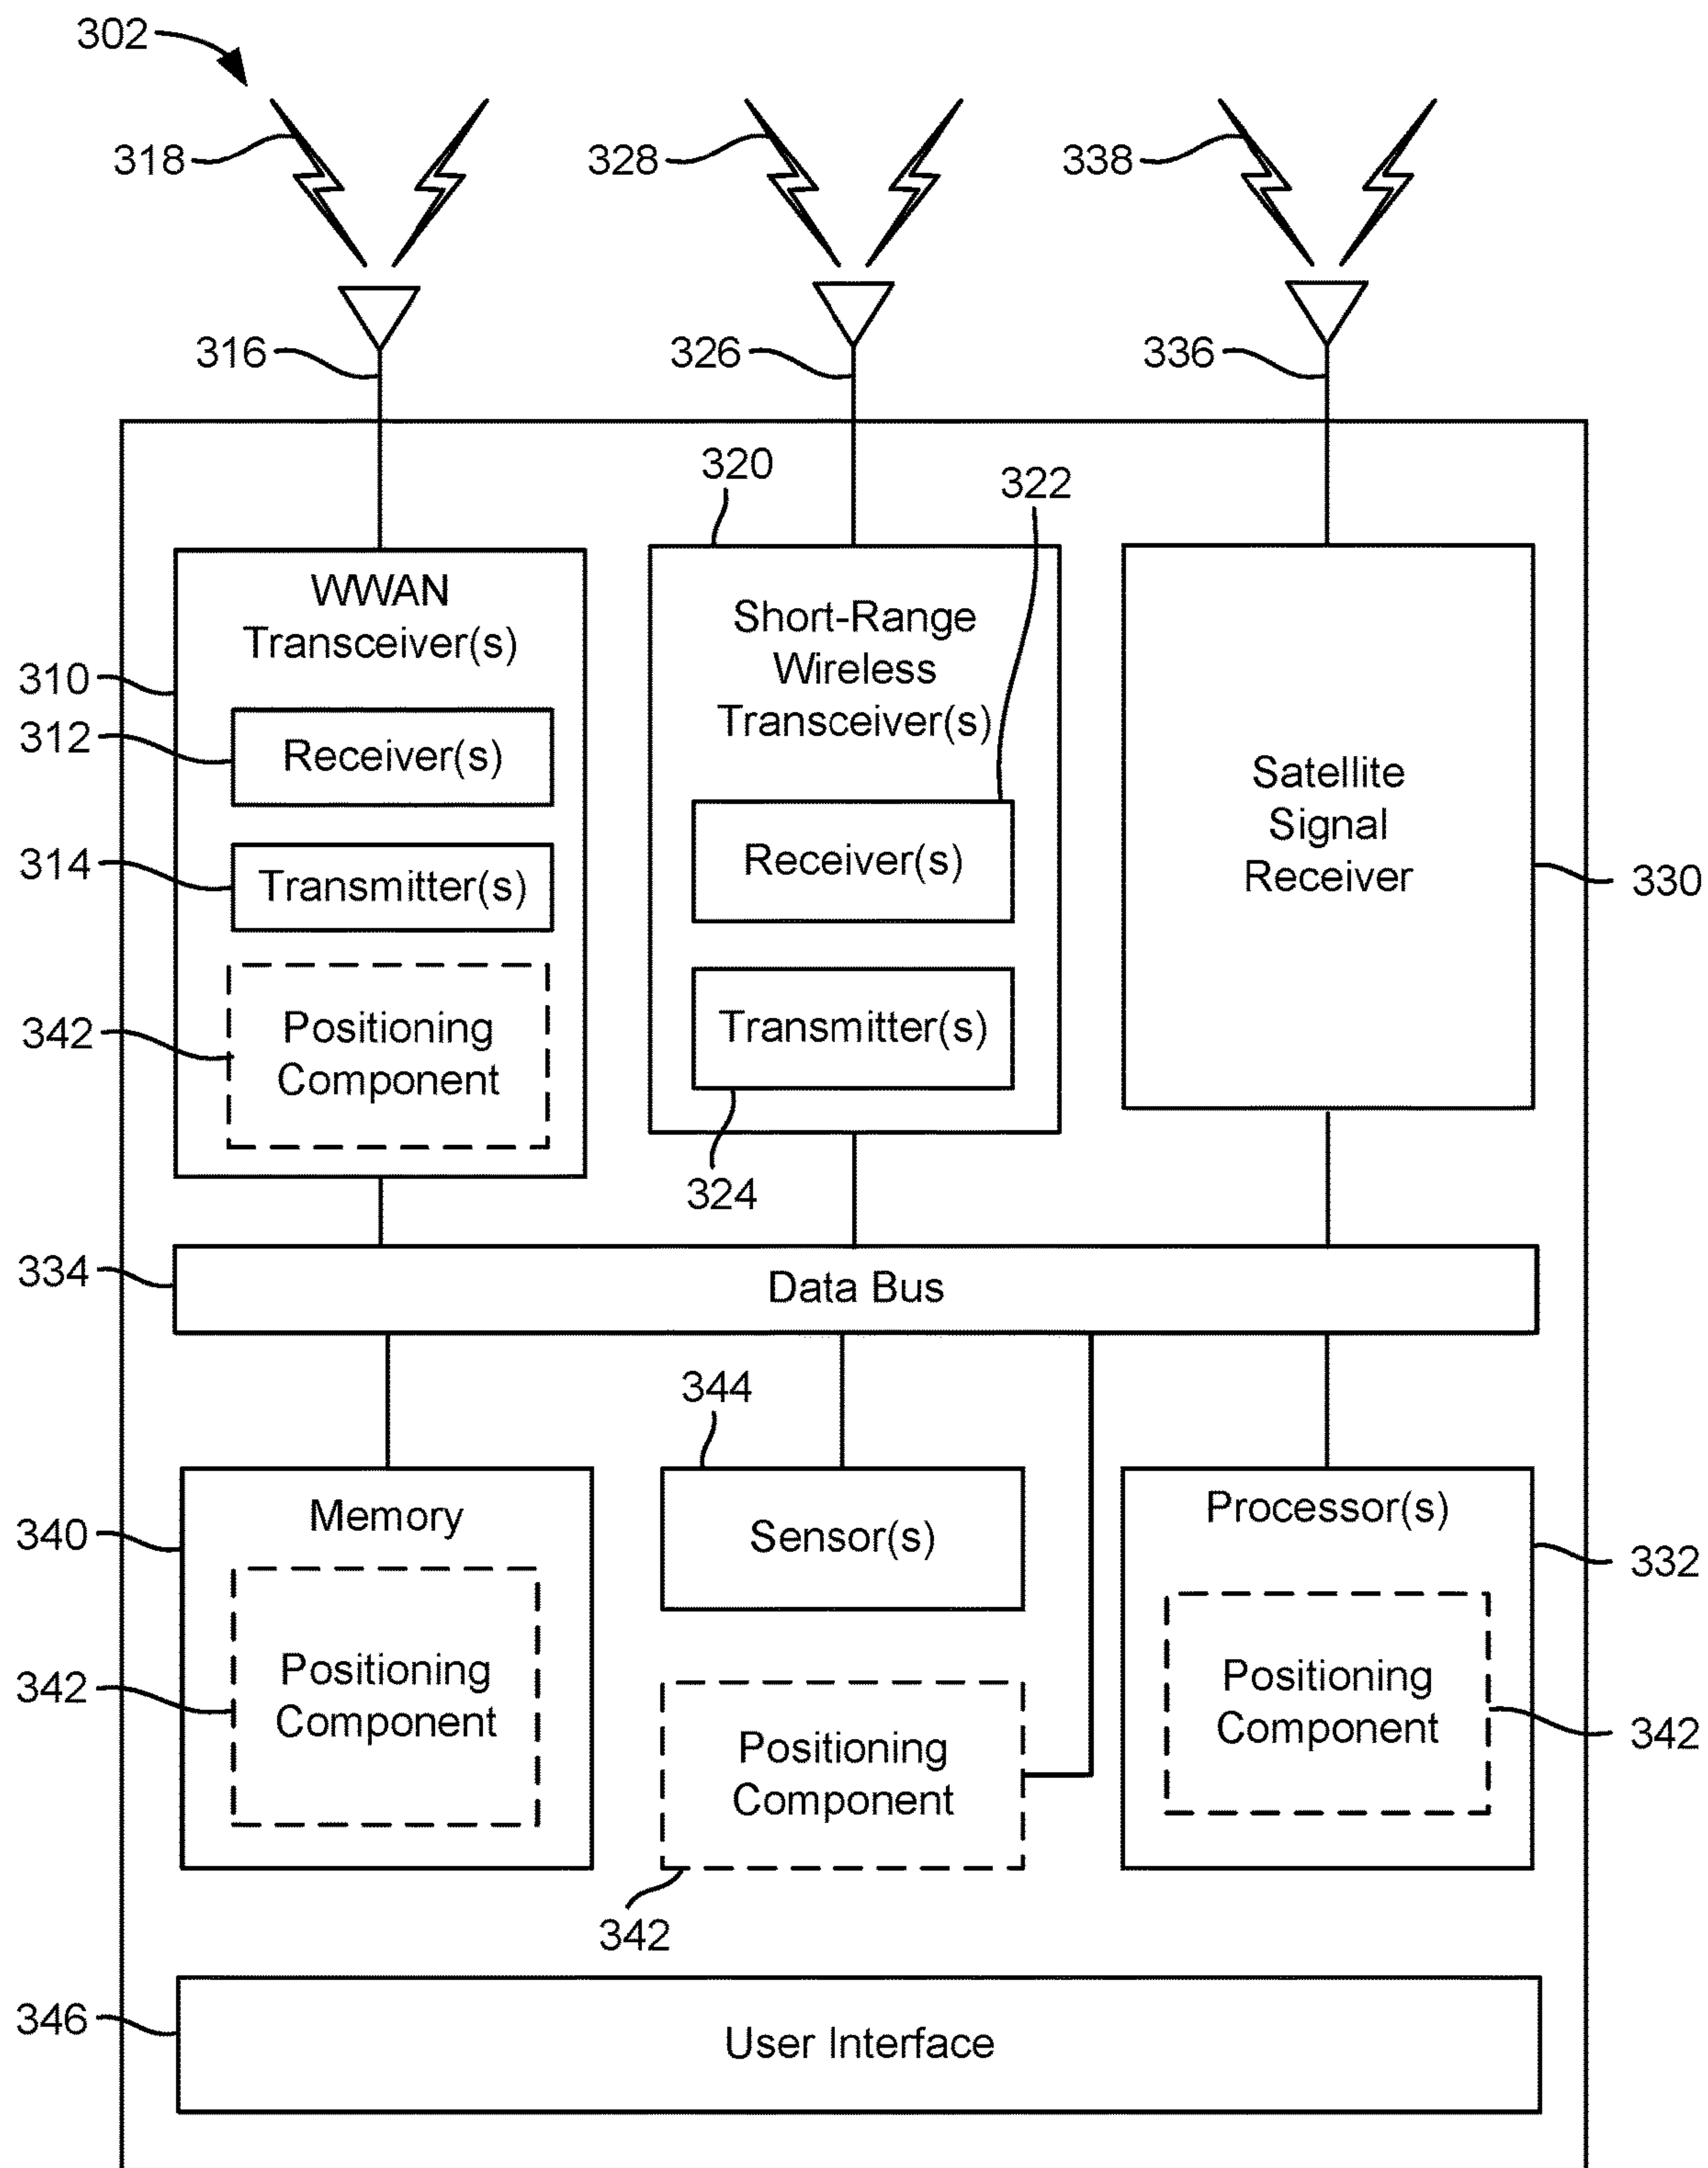 302
318
328
338
316
326
336
320
322
WWAN
Transceiver(s)
310
312
Receiver(s)
314
Transmitter(s)
342
Positioning
Component
Short-Range
Wireless
Transceiver(s)
Receiver(s)
Transmitter(s)
324
Satellite
Signal
Receiver
330
334
Data Bus
344
340
Memory
342
Positioning
Component
Sensor(s)
Positioning
Component
342
Processor(s)
332
Positioning
Component
342
346
User Interface